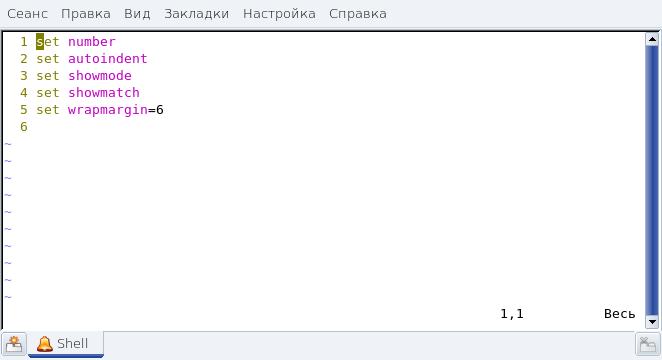 Сеанс Правка Вид Закладки Настройка Справка
1 set number
2 set autoindent
3 set showmode
4 set showmatch
5 set wrapmargin=6
6
~
~
~
~
~
~
~
~
~
~
1,1 Весь
Shell